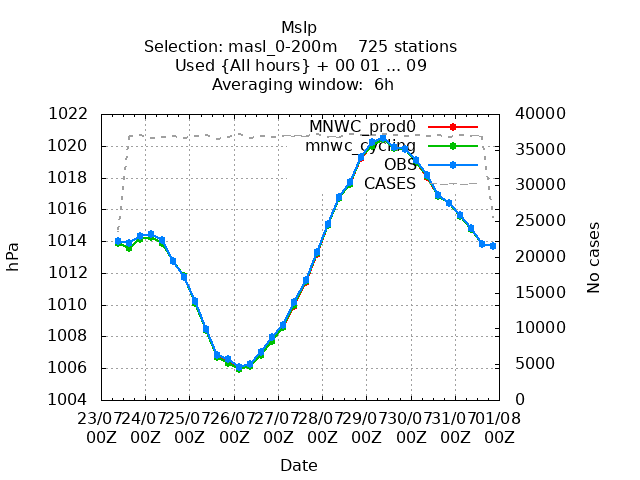 Mslp
Selection: masl_0-200m    725 stations
Used {All hours} + 00 01 ... 09
Averaging window:  6h
1022
1020
1018
1016
1014
1012
1010
1008
1006
1004
hPa
40000
35000
30000
25000
20000
15000
10000
5000
0
No cases
MNWC_prod0
mnwc_cycling
OBS
CASES
23/07 24/07 25/07 26/07 27/07 28/07 29/07 30/07 31/07 01/08
00Z 00Z 00Z 00Z 00Z 00Z 00Z 00Z 00Z 00Z
Date